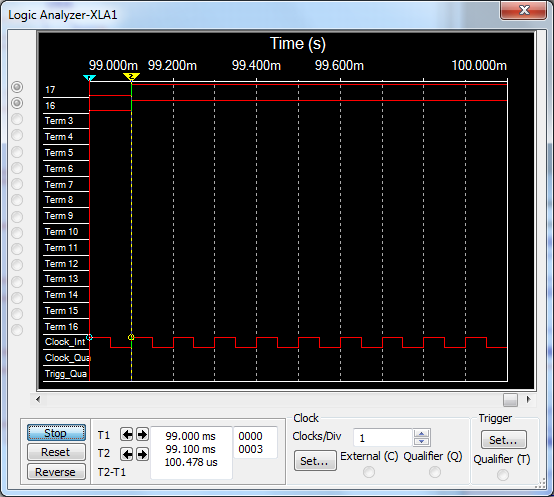 Logic Analyzer-XLA1
Time (s)
99.000m 99.200m 99.400m 99.600m 100.000m
1 2
17
16
Term 3
Term 4
Term 5
Term 6
Term 7
Term 8
Term 9
Term 10
Term 11
Term 12
Term 13
Term 14
Term 15
Term 16
Clock_Int
Clock_Qua
Trigg_Qua
Stop
Reset
Reverse
T1 99.000 ms 0000
T2 99.100 ms 0003
T2-T1 100.478 us
Clock
Clocks/Div 1
Set... External (C) Qualifier (Q)
Trigger
Set...
Qualifier (T)